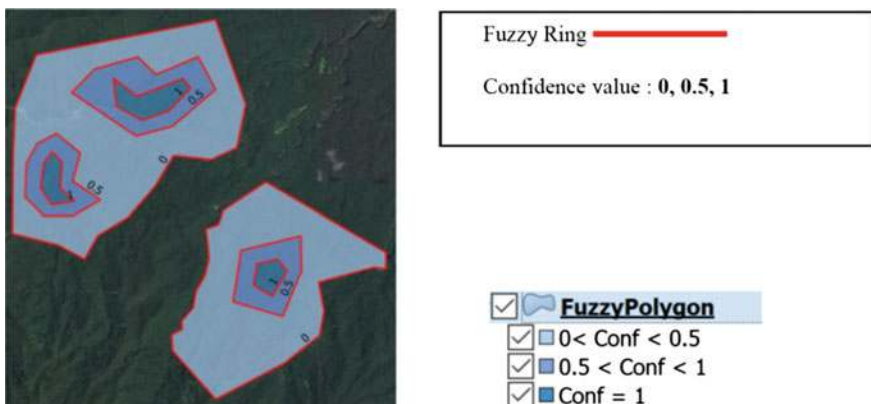 Fuzzy Ring
Confidence value : 0, 0.5, 1
1
0.5
0
1
0.5
1
0.5
0
FuzzyPolygon
0< Conf < 0.5
0.5 < Conf < 1
Conf = 1